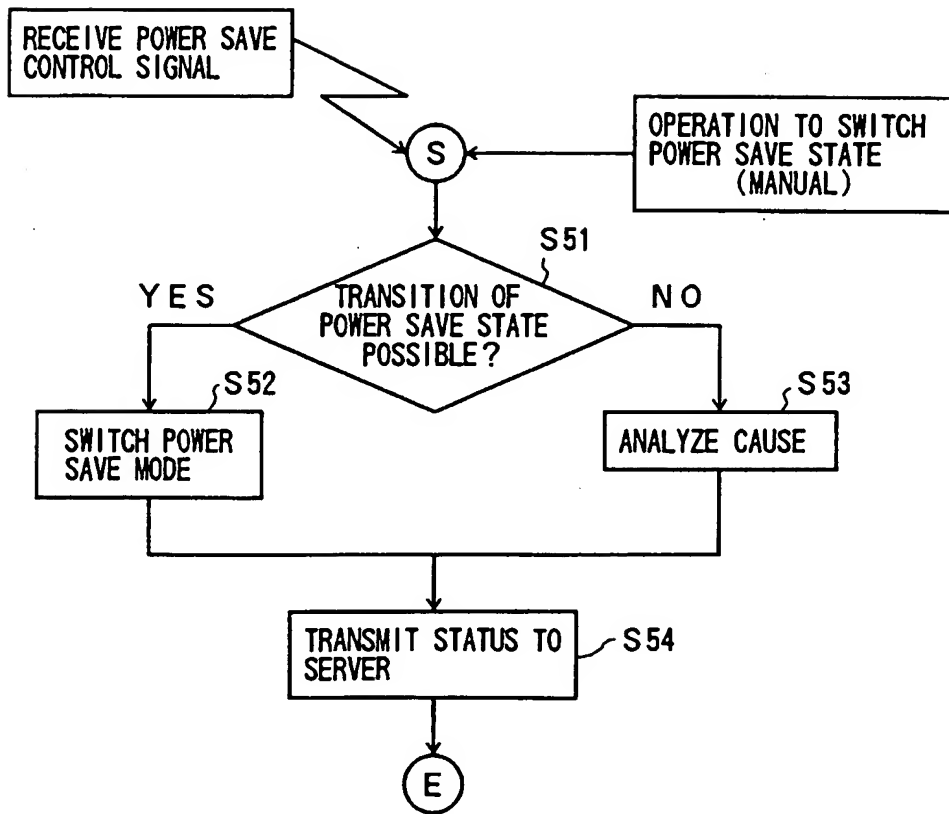 RECEIVE POWER SAVE
CONTROL SIGNAL
OPERATION TO SWITCH
POWER SAVE STATE
(MANUAL)
S
S51
YES
NO
TRANSITION OF
POWER SAVE STATE
POSSIBLE?
S52
S53
SWITCH POWER
SAVE MODE
ANALYZE CAUSE
TRANSMIT STATUS TO
SERVER
S54
E